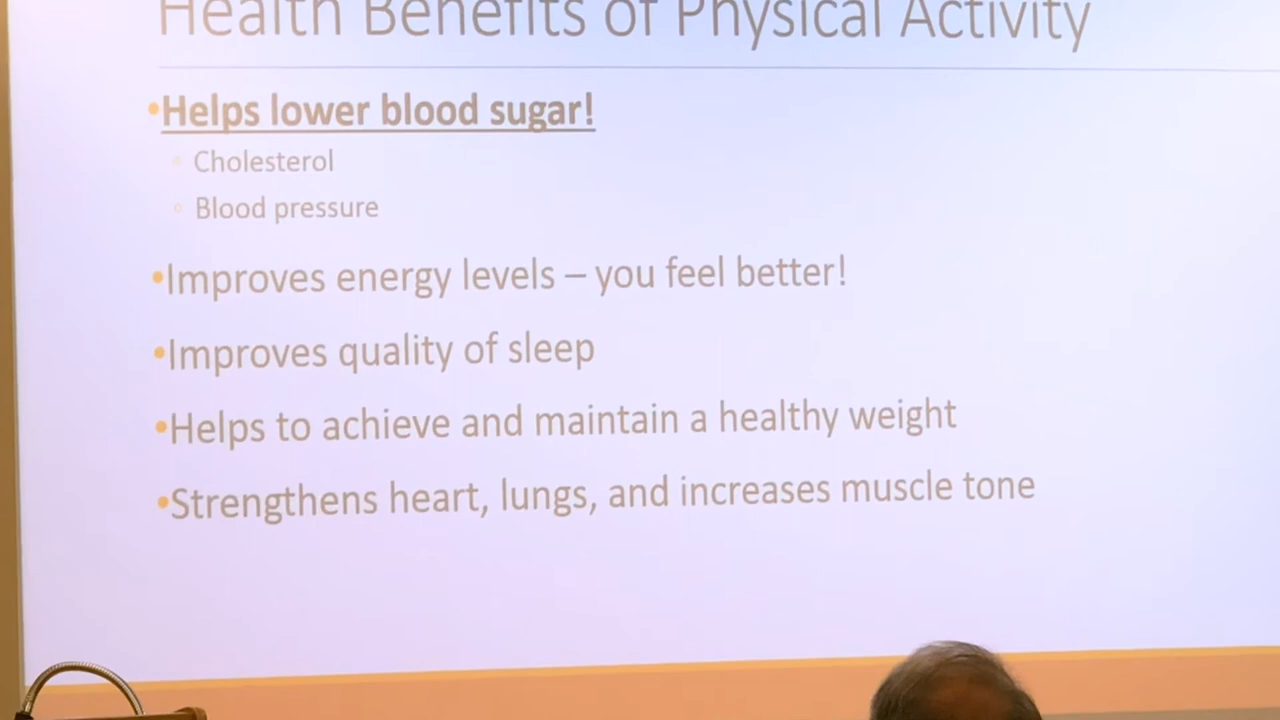 Health Benefits of Physical Activity
•Helps lower blood sugar!
◦ Cholesterol
◦ Blood pressure
•Improves energy levels – you feel better!
•Improves quality of sleep
•Helps to achieve and maintain a healthy weight
•Strengthens heart, lungs, and increases muscle tone